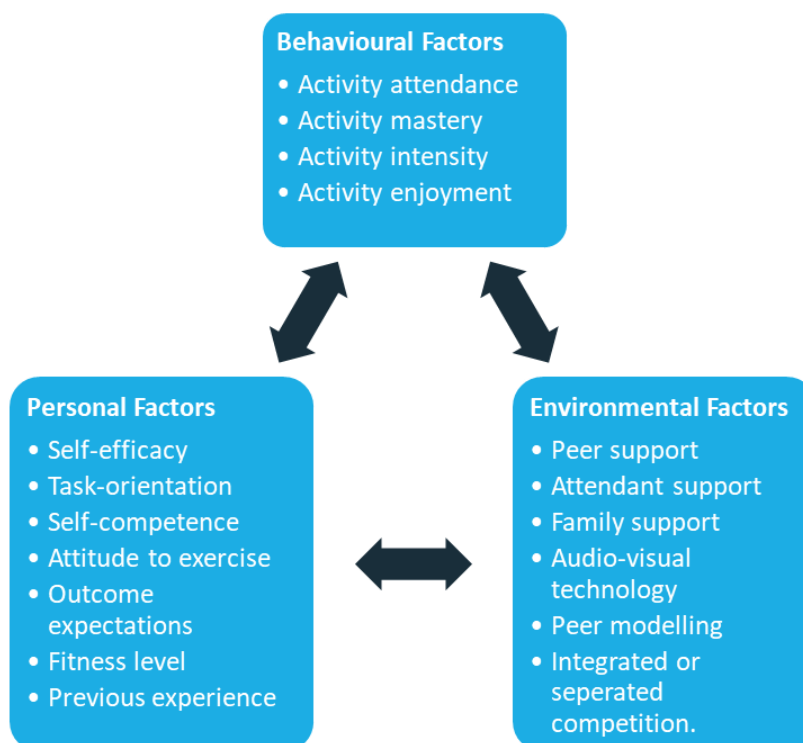 Behavioural Factors
• Activity attendance
• Activity mastery
• Activity intensity
• Activity enjoyment
Personal Factors
• Self-efficacy
• Task-orientation
• Self-competence
• Attitude to exercise
• Outcome
expectations
• Fitness level
• Previous experience
Environmental Factors
• Peer support
• Attendant support
• Family support
• Audio-visual
technology
• Peer modelling
• Integrated or
seperated
competition.